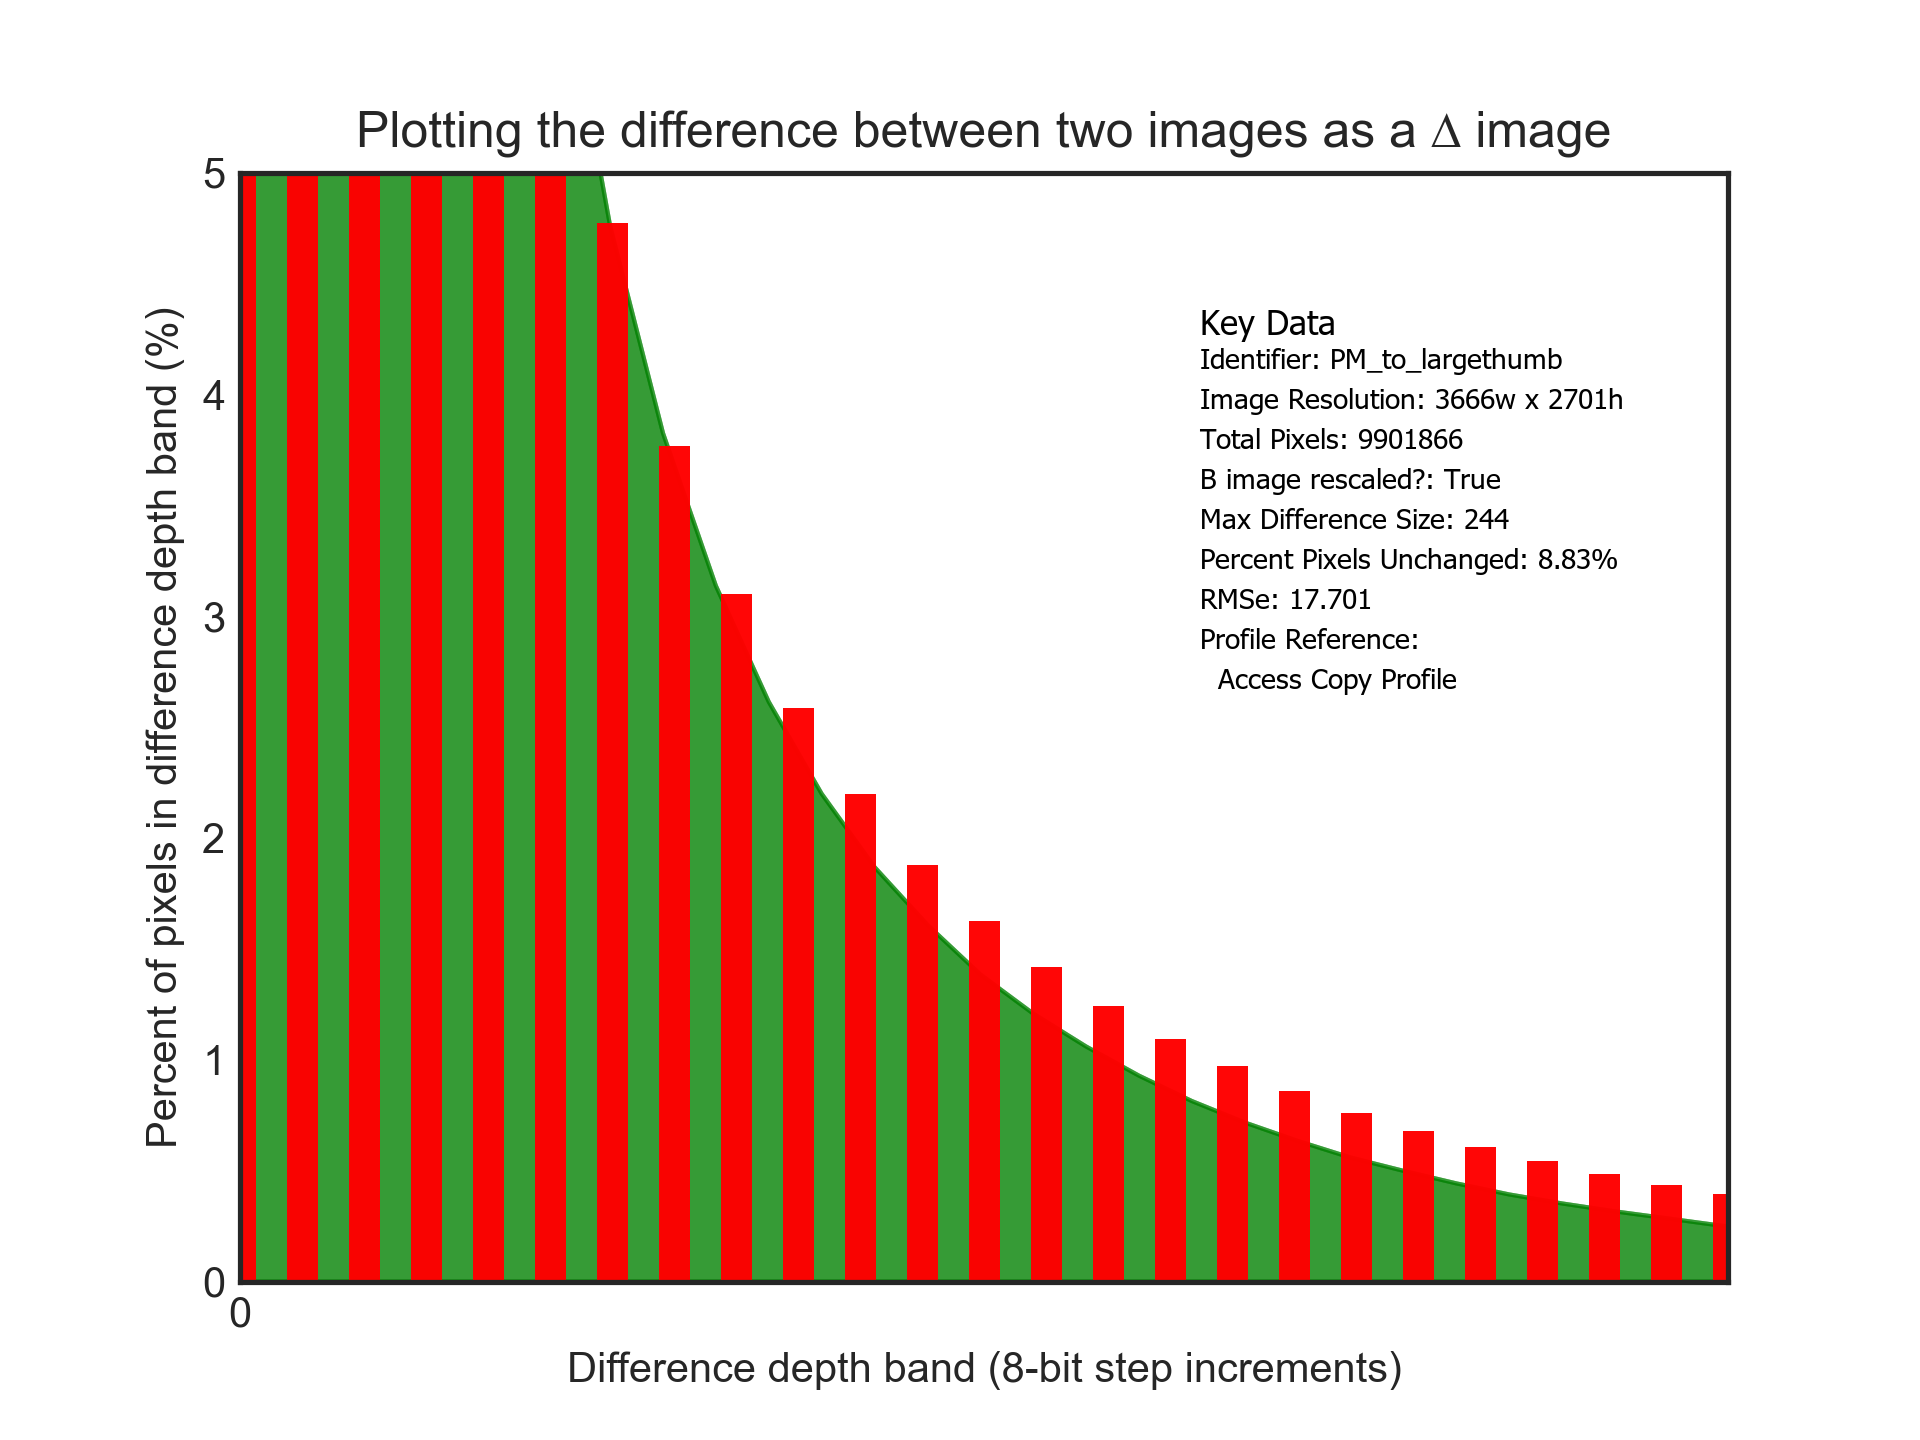 Plotting the difference between two images as a Δ image
5
4
3
2
1
0
0
Percent of pixels in difference depth band (%)
Difference depth band (8-bit step increments)
Key Data
Identifier: PM_to_largethumb
Image Resolution: 3666w x 2701h
Total Pixels: 9901866
B image rescaled?: True
Max Difference Size: 244
Percent Pixels Unchanged: 8.83%
RMSe: 17.701
Profile Reference:
Access Copy Profile